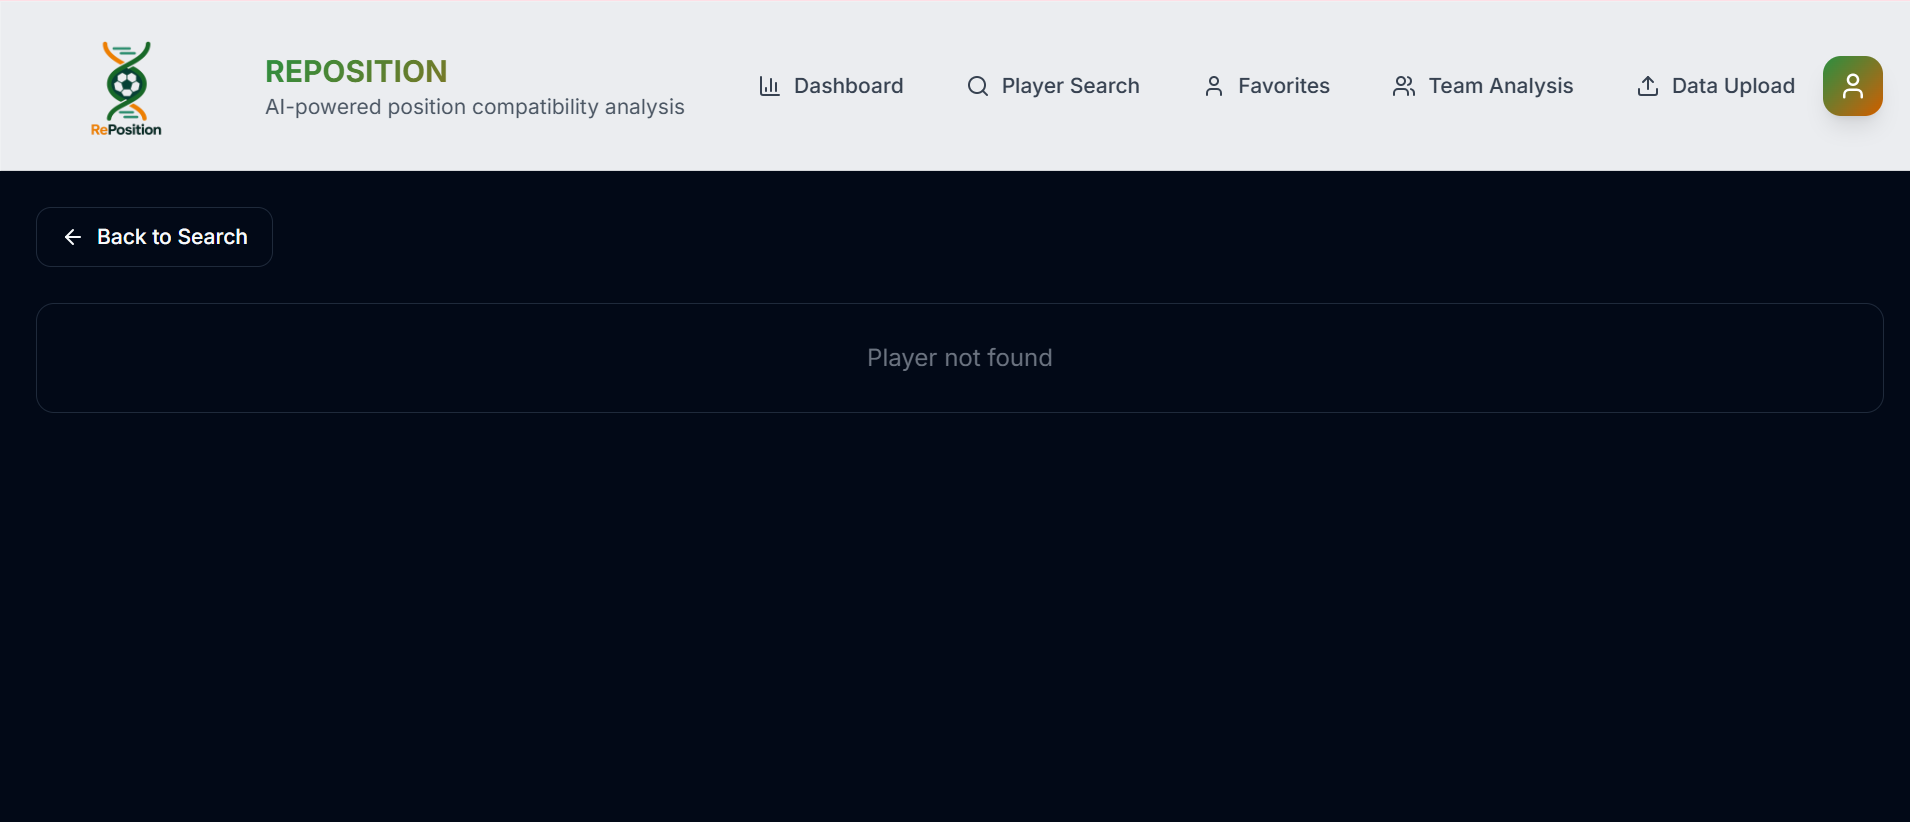 RePosition
REPOSITION
AI-powered position compatibility analysis
Dashboard
Player Search
Favorites
Team Analysis
Data Upload
Back to Search
Player not found